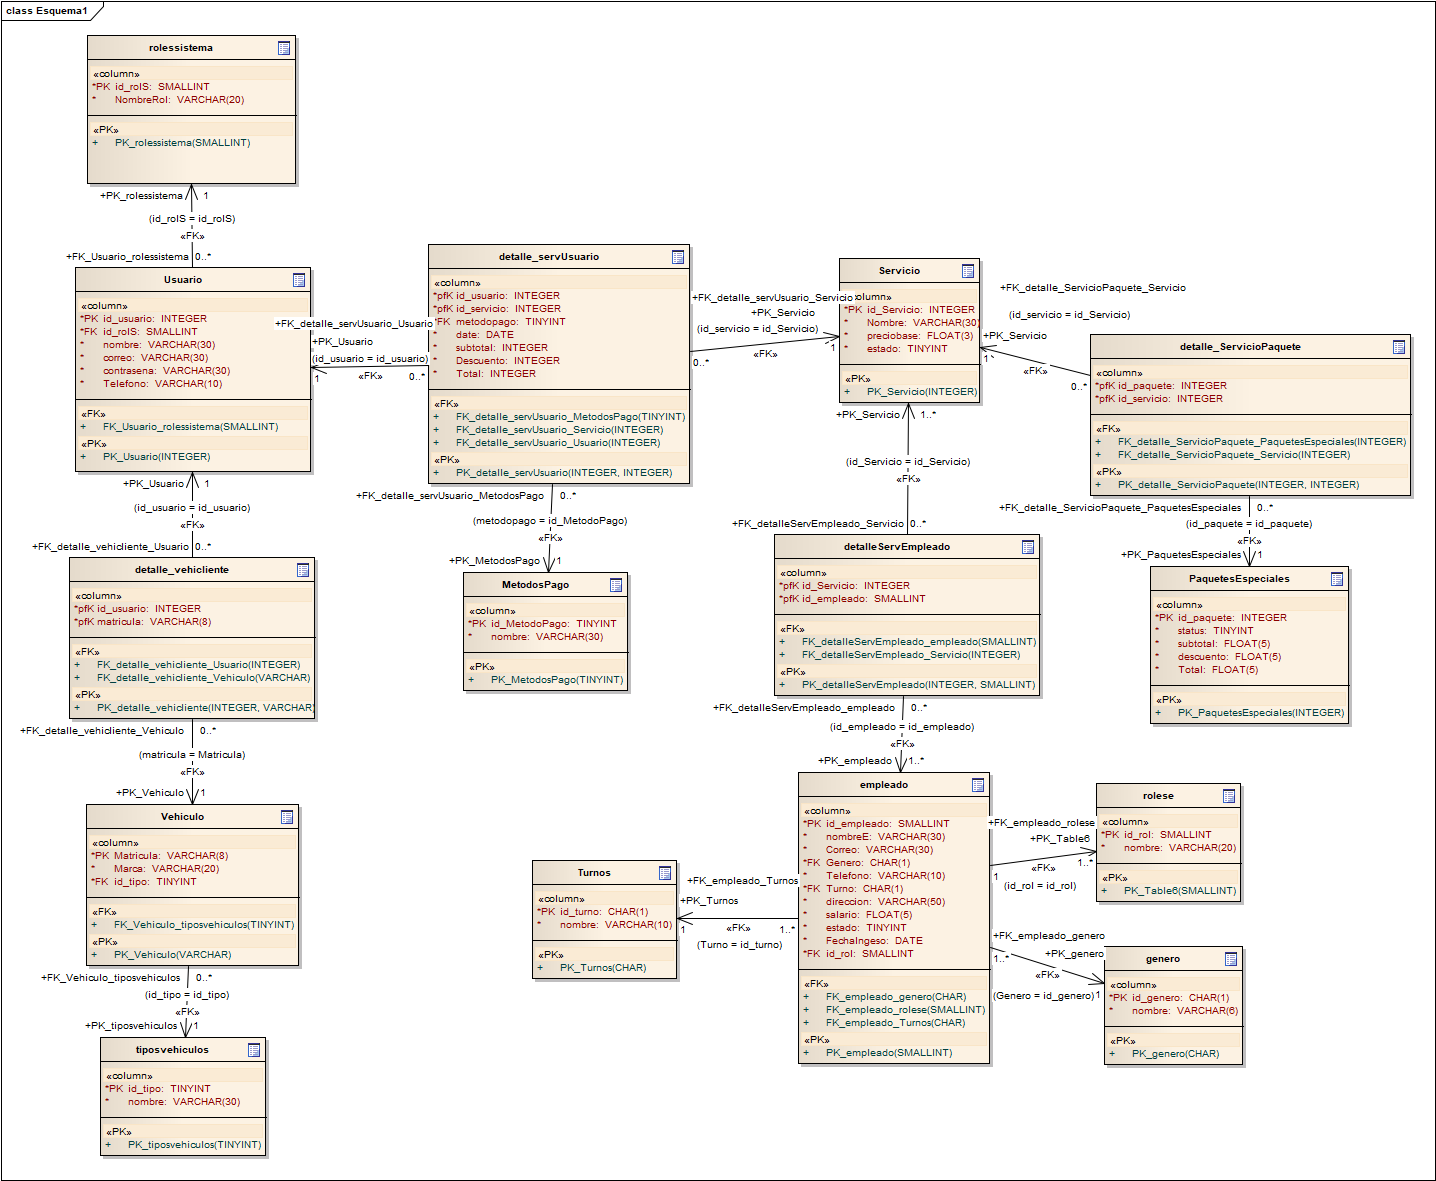 class Esquema1
rolessistema
«column»
*PK id_rolS: SMALLINT
* NombreRol: VARCHAR(20)
«PK»
+ PK_rolessistema(SMALLINT)
+PK_rolessistema 1
(id_rolS = id_rolS)
«FK»
+FK_Usuario_rolessistema 0..*
Usuario
«column»
*PK id_usuario: INTEGER
*FK id_rolS: SMALLINT
* nombre: VARCHAR(30)
* correo: VARCHAR(30)
* contrasena: VARCHAR(30)
* Telefono: VARCHAR(10)
«FK»
+ FK_Usuario_rolessistema(SMALLINT)
«PK»
+ PK_Usuario(INTEGER)
+FK_detalle_servUsuario_Usuario
+PK_Usuario
(id_usuario = id_usuario)
1 «FK» 0..*
detalle_servUsuario
«column»
*pfK id_usuario: INTEGER
*pfK id_servicio: INTEGER
*FK metodopago: TINYINT
* date: DATE
* subtotal: INTEGER
* Descuento: INTEGER
* Total: INTEGER
«FK»
+ FK_detalle_servUsuario_MetodosPago(TINYINT)
+ FK_detalle_servUsuario_Servicio(INTEGER)
+ FK_detalle_servUsuario_Usuario(INTEGER)
«PK»
+ PK_detalle_servUsuario(INTEGER, INTEGER)
+FK_detalle_servUsuario_Servicio
+PK_Servicio
(id_servicio = id_Servicio)
0..* «FK» 1
Servicio
«column»
*PK id_Servicio: INTEGER
* Nombre: VARCHAR(30)
* preciobase: FLOAT(3)
* estado: TINYINT
«PK»
+ PK_Servicio(INTEGER)
+FK_detalle_ServicioPaquete_Servicio
(id_servicio = id_Servicio)
+PK_Servicio
1..*
«FK»
0..*
detalle_ServicioPaquete
«column»
*pfK id_paquete: INTEGER
*pfK id_servicio: INTEGER
«FK»
+ FK_detalle_ServicioPaquete_PaquetesEspeciales(INTEGER)
+ FK_detalle_ServicioPaquete_Servicio(INTEGER)
«PK»
+ PK_detalle_ServicioPaquete(INTEGER, INTEGER)
+PK_Usuario 1
(id_usuario = id_usuario)
«FK»
+FK_detalle_vehicliente_Usuario 0..*
+FK_detalle_servUsuario_MetodosPago 0..*
(metodopago = id_MetodoPago)
«FK»
+PK_MetodosPago 1
+PK_Servicio 1..*
(id_Servicio = id_Servicio)
«FK»
+FK_detalleServEmpleado_Servicio 0..*
+FK_detalle_ServicioPaquete_PaquetesEspeciales 0..*
(id_paquete = id_paquete)
«FK»
+PK_PaquetesEspeciales 1
detalle_vehicliente
«column»
*pfK id_usuario: INTEGER
*pfK matricula: VARCHAR(8)
«FK»
+ FK_detalle_vehicliente_Usuario(INTEGER)
+ FK_detalle_vehicliente_Vehiculo(VARCHAR)
«PK»
+ PK_detalle_vehicliente(INTEGER, VARCHAR)
MetodosPago
«column»
*PK id_MetodoPago: TINYINT
* nombre: VARCHAR(30)
«PK»
+ PK_MetodosPago(TINYINT)
detalleServEmpleado
«column»
*pfK id_Servicio: INTEGER
*pfK id_empleado: SMALLINT
«FK»
+ FK_detalleServEmpleado_empleado(SMALLINT)
+ FK_detalleServEmpleado_Servicio(INTEGER)
«PK»
+ PK_detalleServEmpleado(INTEGER, SMALLINT)
PaquetesEspeciales
«column»
*PK id_paquete: INTEGER
* status: TINYINT
* subtotal: FLOAT(5)
* descuento: FLOAT(5)
* Total: FLOAT(5)
«PK»
+ PK_PaquetesEspeciales(INTEGER)
+FK_detalle_vehicliente_Vehiculo 0..*
(matricula = Matricula)
«FK»
+PK_Vehiculo 1
+FK_detalleServEmpleado_empleado 0..*
(id_empleado = id_empleado)
«FK»
+PK_empleado 1..*
Vehiculo
«column»
*PK Matricula: VARCHAR(8)
* Marca: VARCHAR(20)
*FK id_tipo: TINYINT
«FK»
+ FK_Vehiculo_tiposvehiculos(TINYINT)
«PK»
+ PK_Vehiculo(VARCHAR)
+FK_Vehiculo_tiposvehiculos 0..*
(id_tipo = id_tipo)
«FK»
+PK_tiposvehiculos 1
tiposvehiculos
«column»
*PK id_tipo: TINYINT
* nombre: VARCHAR(30)
«PK»
+ PK_tiposvehiculos(TINYINT)
Turnos
«column»
*PK id_turno: CHAR(1)
* nombre: VARCHAR(10)
«PK»
+ PK_Turnos(CHAR)
+FK_empleado_Turnos
+PK_Turnos
1 «FK» 1..*
(Turno = id_turno)
empleado
«column»
*PK id_empleado: SMALLINT
* nombreE: VARCHAR(30)
* Correo: VARCHAR(30)
*FK Genero: CHAR(1)
* Telefono: VARCHAR(10)
*FK Turno: CHAR(1)
* direccion: VARCHAR(50)
* salario: FLOAT(5)
* estado: TINYINT
* FechaIngeso: DATE
*FK id_rol: SMALLINT
«FK»
+ FK_empleado_genero(CHAR)
+ FK_empleado_rolese(SMALLINT)
+ FK_empleado_Turnos(CHAR)
«PK»
+ PK_empleado(SMALLINT)
+FK_empleado_rolese
+PK_Table6
1 «FK» 1..*
(id_rol = id_rol)
rolese
«column»
*PK id_rol: SMALLINT
* nombre: VARCHAR(20)
«PK»
+ PK_Table6(SMALLINT)
+FK_empleado_genero
+PK_genero
1..*
«FK»
(Genero = id_genero) 1
genero
«column»
*PK id_genero: CHAR(1)
* nombre: VARCHAR(6)
«PK»
+ PK_genero(CHAR)